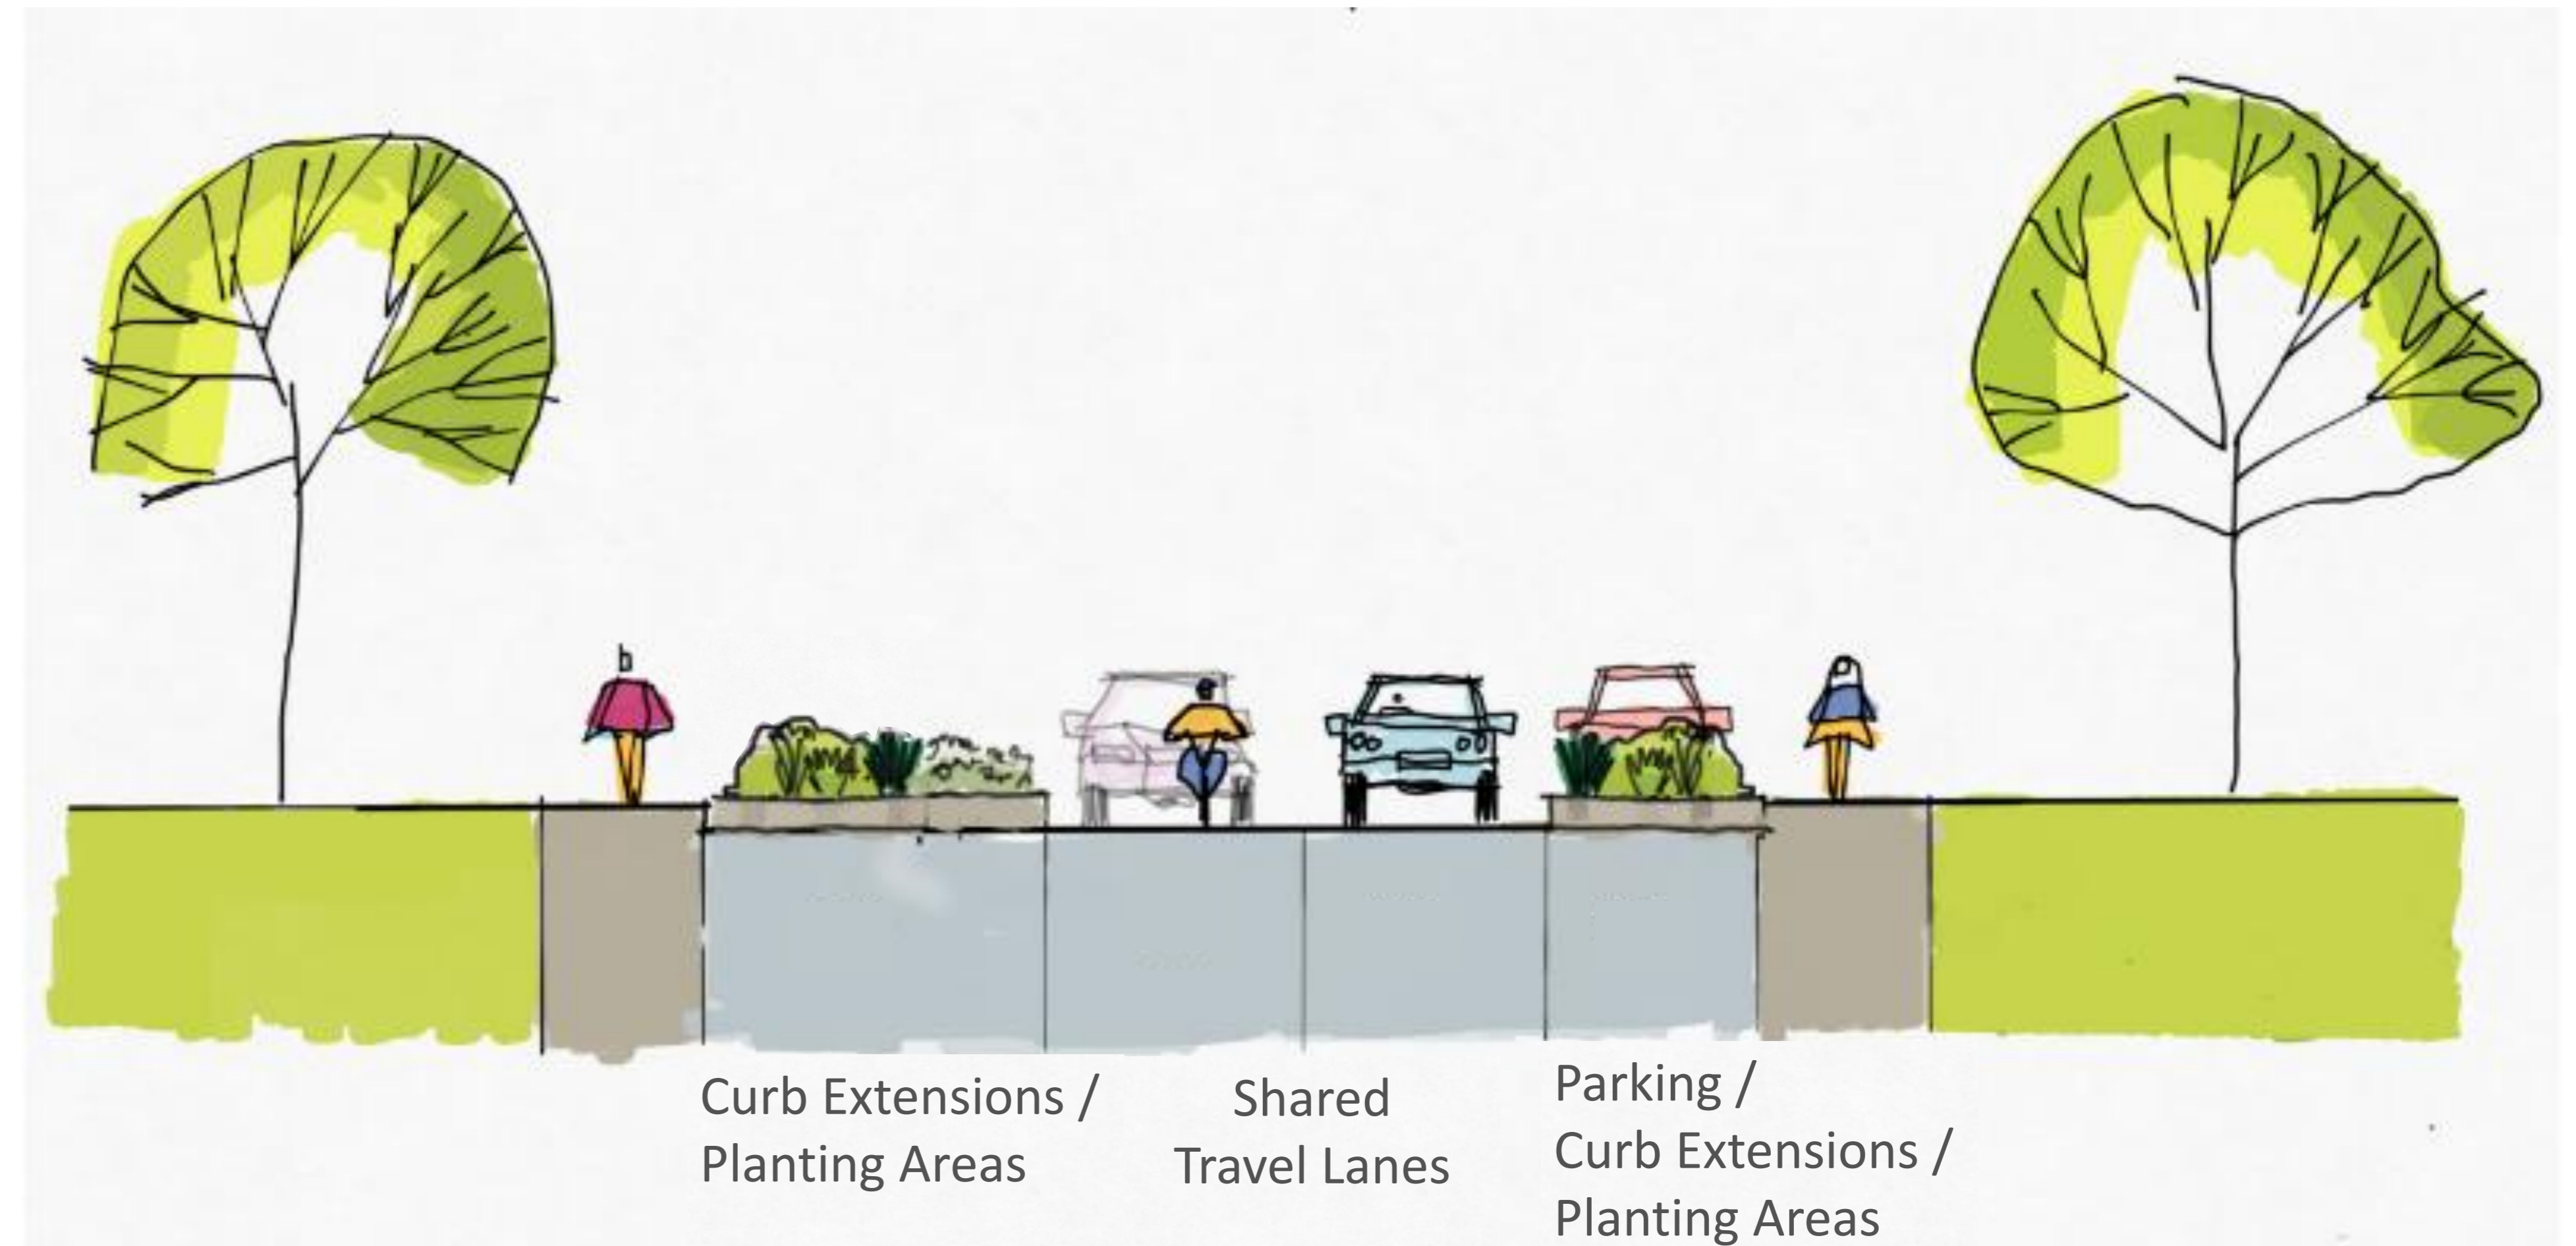 Curb Extensions /
Planting Areas
Shared
Travel Lanes
Parking /
Curb Extensions /
Planting Areas